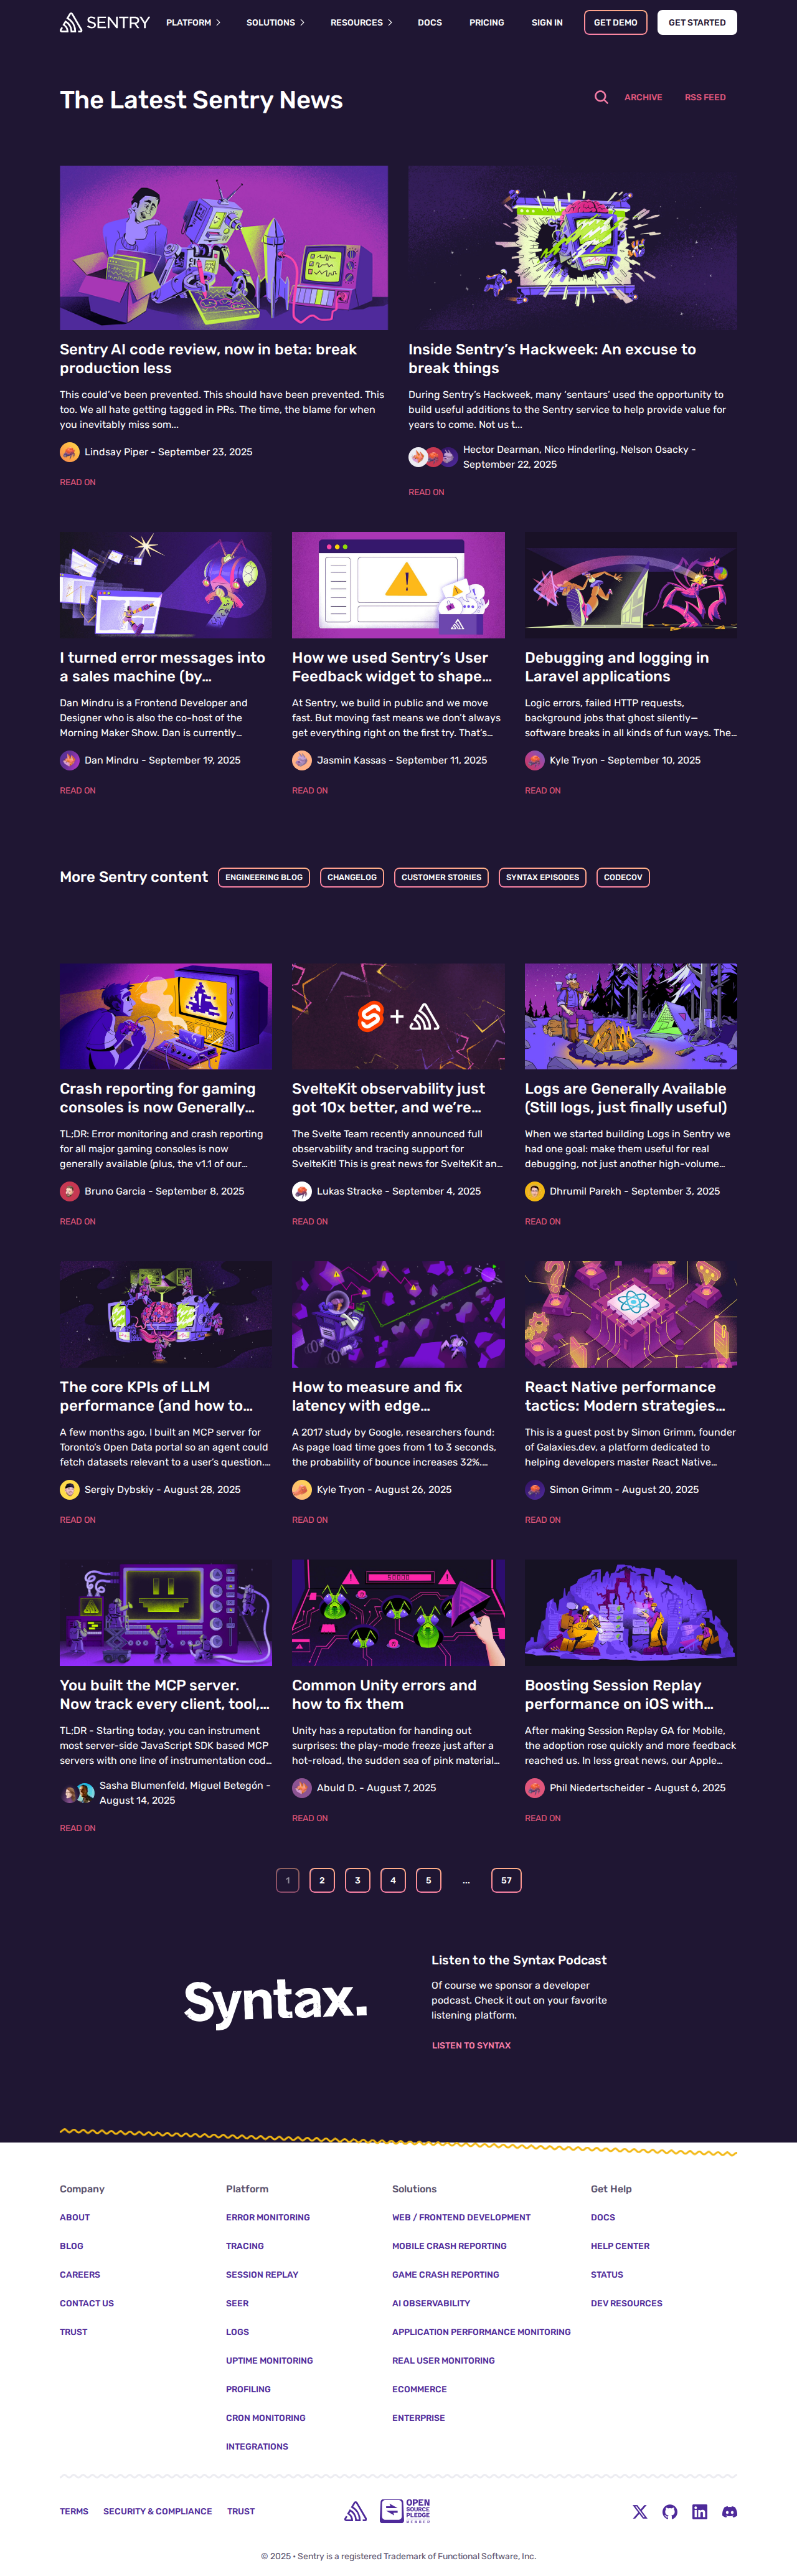 SENTRY PLATFORM SOLUTIONS RESOURCES DOCS PRICING SIGN IN GET DEMO GET STARTED
The Latest Sentry News
ARCHIVE RSS FEED
Sentry AI code review, now in beta: break
production less
This could've been prevented. This should have been prevented. This
too. We all hate getting tagged in PRs. The time, the blame for when
you inevitably miss som...
Lindsay Piper - September 23, 2025
READ ON
Inside Sentry's Hackweek: An excuse to
break things
During Sentry's Hackweek, many 'sentaurs' used the opportunity to
build useful additions to the Sentry service to help provide value for
years to come. Not us t...
Hector Dearman, Nico Hinderling, Nelson Osacky -
September 22, 2025
READ ON
I turned error messages into
a sales machine (by...
Dan Mindru is a Frontend Developer and
Designer who is also the co-host of the
Morning Maker Show. Dan is currently...
Dan Mindru - September 19, 2025
READ ON
How we used Sentry's User
Feedback widget to shape...
At Sentry, we build in public and we move
fast. But moving fast means we don't always
get everything right on the first try. That's...
Jasmin Kassas - September 11, 2025
READ ON
Debugging and logging in
Laravel applications
Logic errors, failed HTTP requests,
background jobs that ghost silently—
software breaks in all kinds of fun ways. The...
Kyle Tryon - September 10, 2025
READ ON
More Sentry content ENGINEERING BLOG CHANGELOG CUSTOMER STORIES SYNTAX EPISODES CODECOV
Crash reporting for gaming
consoles is now Generally...
TL;DR: Error monitoring and crash reporting
for all major gaming consoles is now
generally available (plus, the v1.1 of our...
Bruno Garcia - September 8, 2025
READ ON
SvelteKit observability just
got 10x better, and we're...
The Svelte Team recently announced full
observability and tracing support for
SvelteKit! This is great news for SvelteKit an...
Lukas Stracke - September 4, 2025
READ ON
Logs are Generally Available
(Still logs, just finally useful)
When we started building Logs in Sentry we
had one goal: make them useful for real
debugging, not just another high-volume...
Dhrumil Parekh - September 3, 2025
READ ON
The core KPIs of LLM
performance (and how to...
A few months ago, I built an MCP server for
Toronto's Open Data portal so an agent could
fetch datasets relevant to a user's question....
Sergiy Dybskiy - August 28, 2025
READ ON
How to measure and fix
latency with edge...
A 2017 study by Google, researchers found:
As page load time goes from 1 to 3 seconds,
the probability of bounce increases 32%....
Kyle Tryon - August 26, 2025
READ ON
React Native performance
tactics: Modern strategies...
This is a guest post by Simon Grimm, founder
of Galaxies.dev, a platform dedicated to
helping developers master React Native...
Simon Grimm - August 20, 2025
READ ON
You built the MCP server.
Now track every client, tool,...
TL;DR - Starting today, you can instrument
most server-side JavaScript SDK based MCP
servers with one line of instrumentation cod...
Sasha Blumenfeld, Miguel Betegón -
August 14, 2025
READ ON
Common Unity errors and
how to fix them
Unity has a reputation for handing out
surprises: the play-mode freeze just after a
hot-reload, the sudden sea of pink material...
Abuld D. - August 7, 2025
READ ON
Boosting Session Replay
performance on iOS with...
After making Session Replay GA for Mobile,
the adoption rose quickly and more feedback
reached us. In less great news, our Apple...
Phil Niedertscheider - August 6, 2025
READ ON
1 2 3 4 5 ... 57
Syntax.
Listen to the Syntax Podcast
Of course we sponsor a developer
podcast. Check it out on your favorite
listening platform.
LISTEN TO SYNTAX
Company
ABOUT
BLOG
CAREERS
CONTACT US
TRUST
Platform
ERROR MONITORING
TRACING
SESSION REPLAY
SEER
LOGS
UPTIME MONITORING
PROFILING
CRON MONITORING
INTEGRATIONS
Solutions
WEB / FRONTEND DEVELOPMENT
MOBILE CRASH REPORTING
GAME CRASH REPORTING
AI OBSERVABILITY
APPLICATION PERFORMANCE MONITORING
REAL USER MONITORING
ECOMMERCE
ENTERPRISE
Get Help
DOCS
HELP CENTER
STATUS
DEV RESOURCES
TERMS SECURITY & COMPLIANCE TRUST
OPEN
SOURCE
PLEDGE
MEMBER
© 2025 • Sentry is a registered Trademark of Functional Software, Inc.